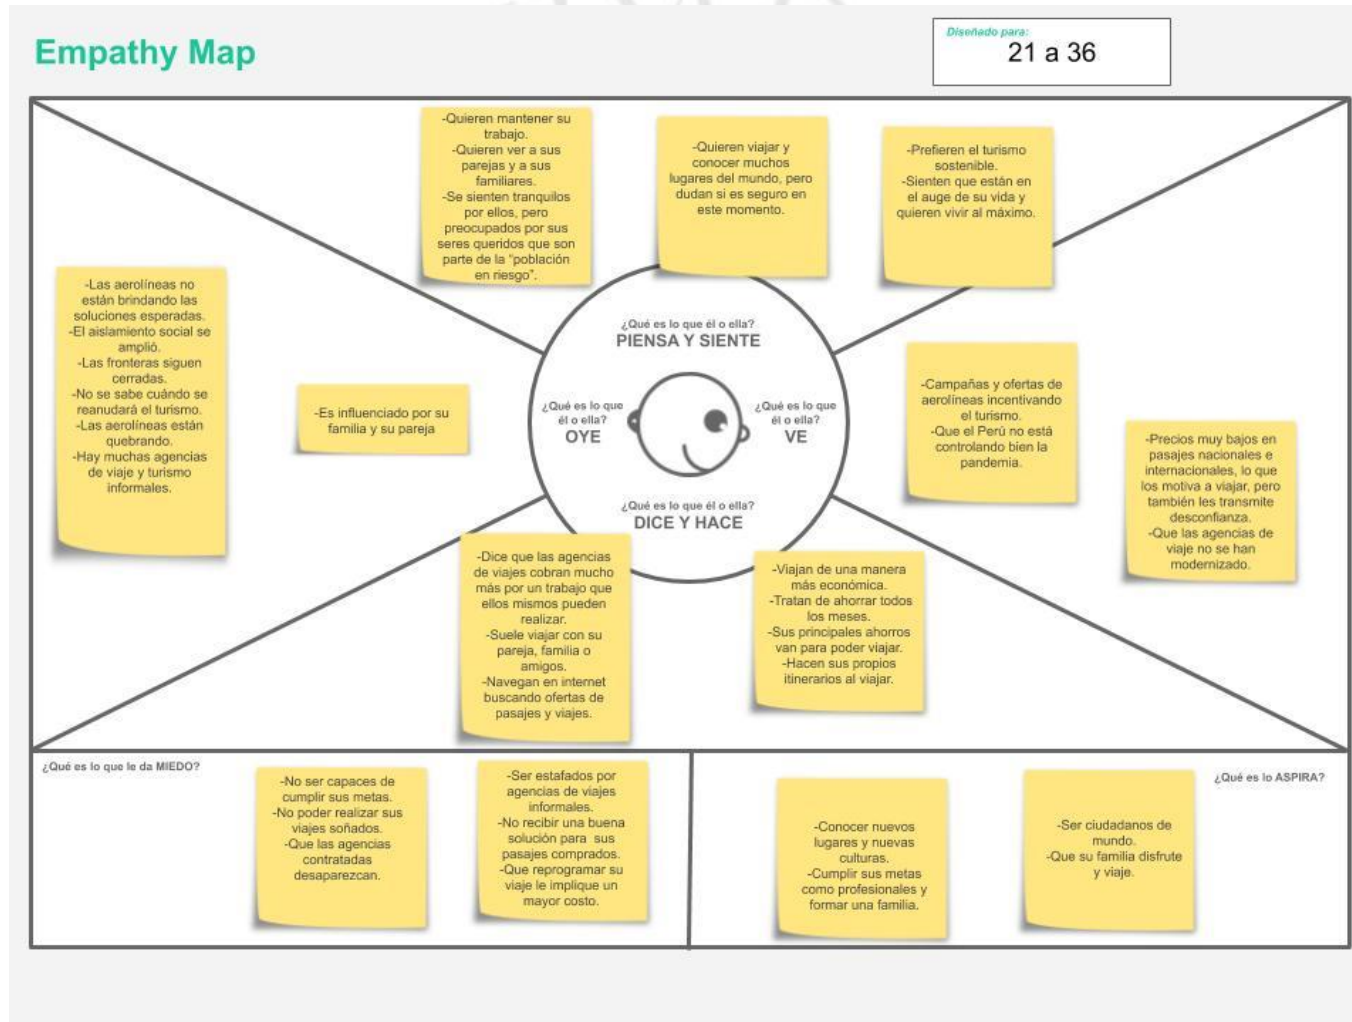 Empathy Map
Diseñado para:
21 a 36
-Quieren mantener su
trabajo.
-Quieren ver a sus
parejas y a sus
familiares.
-Se sienten tranquilos
por ellos, pero
preocupados por sus
seres queridos que son
parte de la “población
en riesgo”.
-Quieren viajar y
conocer muchos
lugares del mundo, pero
dudan si es seguro en
este momento.
-Prefieren el turismo
sostenible.
-Sienten que están en
el auge de su vida y
quieren vivir al máximo.
-Las aerolíneas no
están brindando las
soluciones esperadas.
-El aislamiento social se
amplió.
-Las fronteras siguen
cerradas.
-No se sabe cuándo se
reanudará el turismo.
-Las aerolíneas están
quebrando.
-Hay muchas agencias
de viaje y turismo
informales.
-Es influenciado por su
familia y su pareja
¿Qué es lo que él o ella?
PIENSA Y SIENTE
¿Qué es lo que
él o ella?
OYE
¿Qué es lo que
él o ella?
VE
¿Qué es lo que él o ella?
DICE Y HACE
-Campañas y ofertas de
aerolíneas incentivando
el turismo.
-Que el Perú no está
controlando bien la
pandemia.
-Precios muy bajos en
pasajes nacionales e
internacionales, lo que
los motiva a viajar, pero
también les transmite
desconfianza.
-Que las agencias de
viaje no se han
modernizado.
-Dice que las agencias
de viajes cobran mucho
más por un trabajo que
ellos mismos pueden
realizar.
-Suele viajar con su
pareja, familia o
amigos.
-Navegan en internet
buscando ofertas de
pasajes y viajes.
-Viajan de una manera
más económica.
-Tratan de ahorrar todos
los meses.
-Sus principales ahorros
van para poder viajar.
-Hacen sus propios
itinerarios al viajar.
¿Qué es lo que le da MIEDO?
-No ser capaces de
cumplir sus metas.
-No poder realizar sus
viajes soñados.
-Que las agencias
contratadas
desaparezcan.
-Ser estafados por
agencias de viajes
informales.
-No recibir una buena
solución para sus
pasajes comprados.
-Que reprogramar su
viaje le implique un
mayor costo.
¿Qué es lo ASPIRA?
-Conocer nuevos
lugares y nuevas
culturas.
-Cumplir sus metas
como profesionales y
formar una familia.
-Ser ciudadanos de
mundo.
-Que su familia disfrute
y viaje.